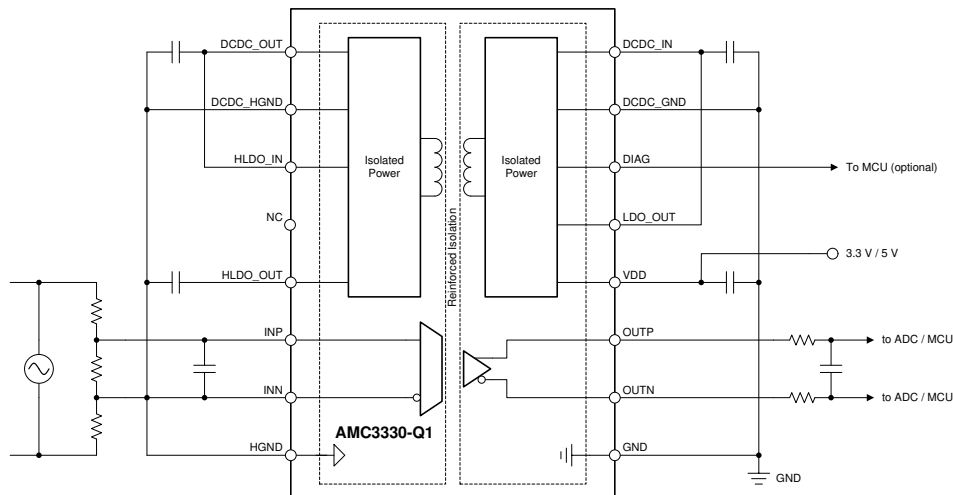 DCDC_OUT
DCDC_IN
DCDC_HGND
DCDC_GND
HLDO_IN
Isolated
Power
Isolated
Power
DIAG
To MCU (optional)
NC
LDO_OUT
Reinforced Isolation
3.3 V / 5 V
HLDO_OUT
VDD
INP
OUTP
to ADC / MCU
INN
OUTN
to ADC / MCU
AMC3330-Q1
HGND
GND
GND